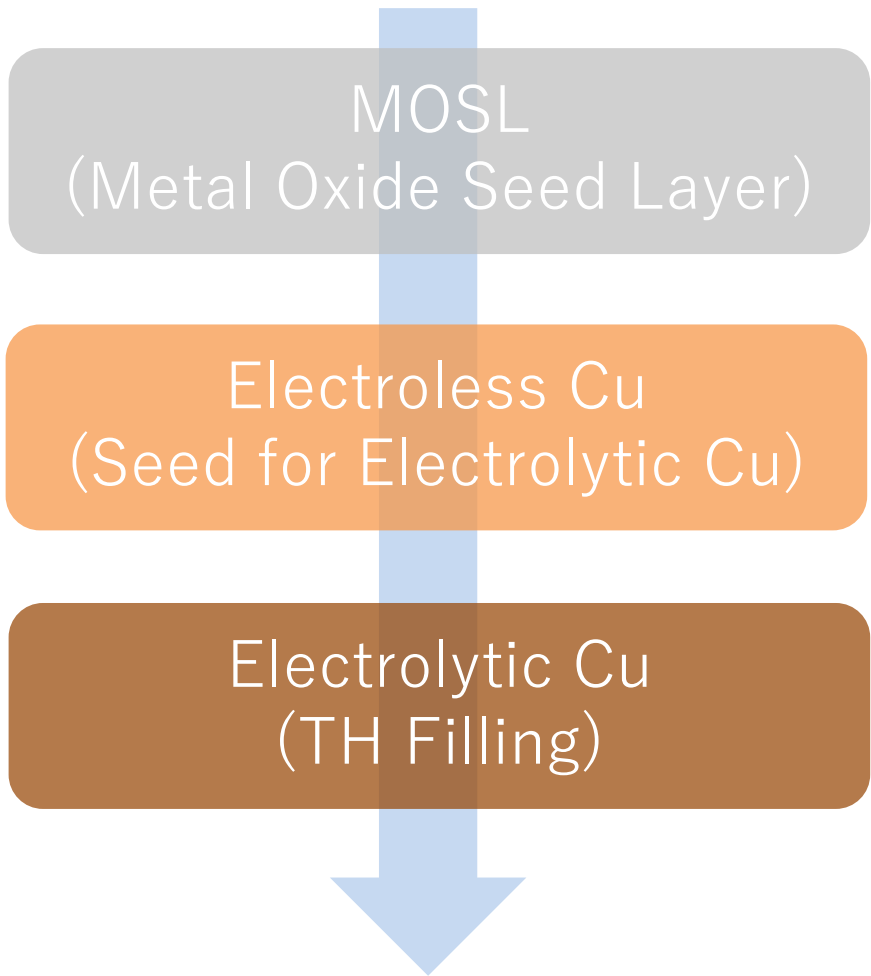 MOSL
(Metal Oxide Seed Layer)
Electroless Cu
(Seed for Electrolytic Cu)
Electrolytic Cu
(TH Filling)